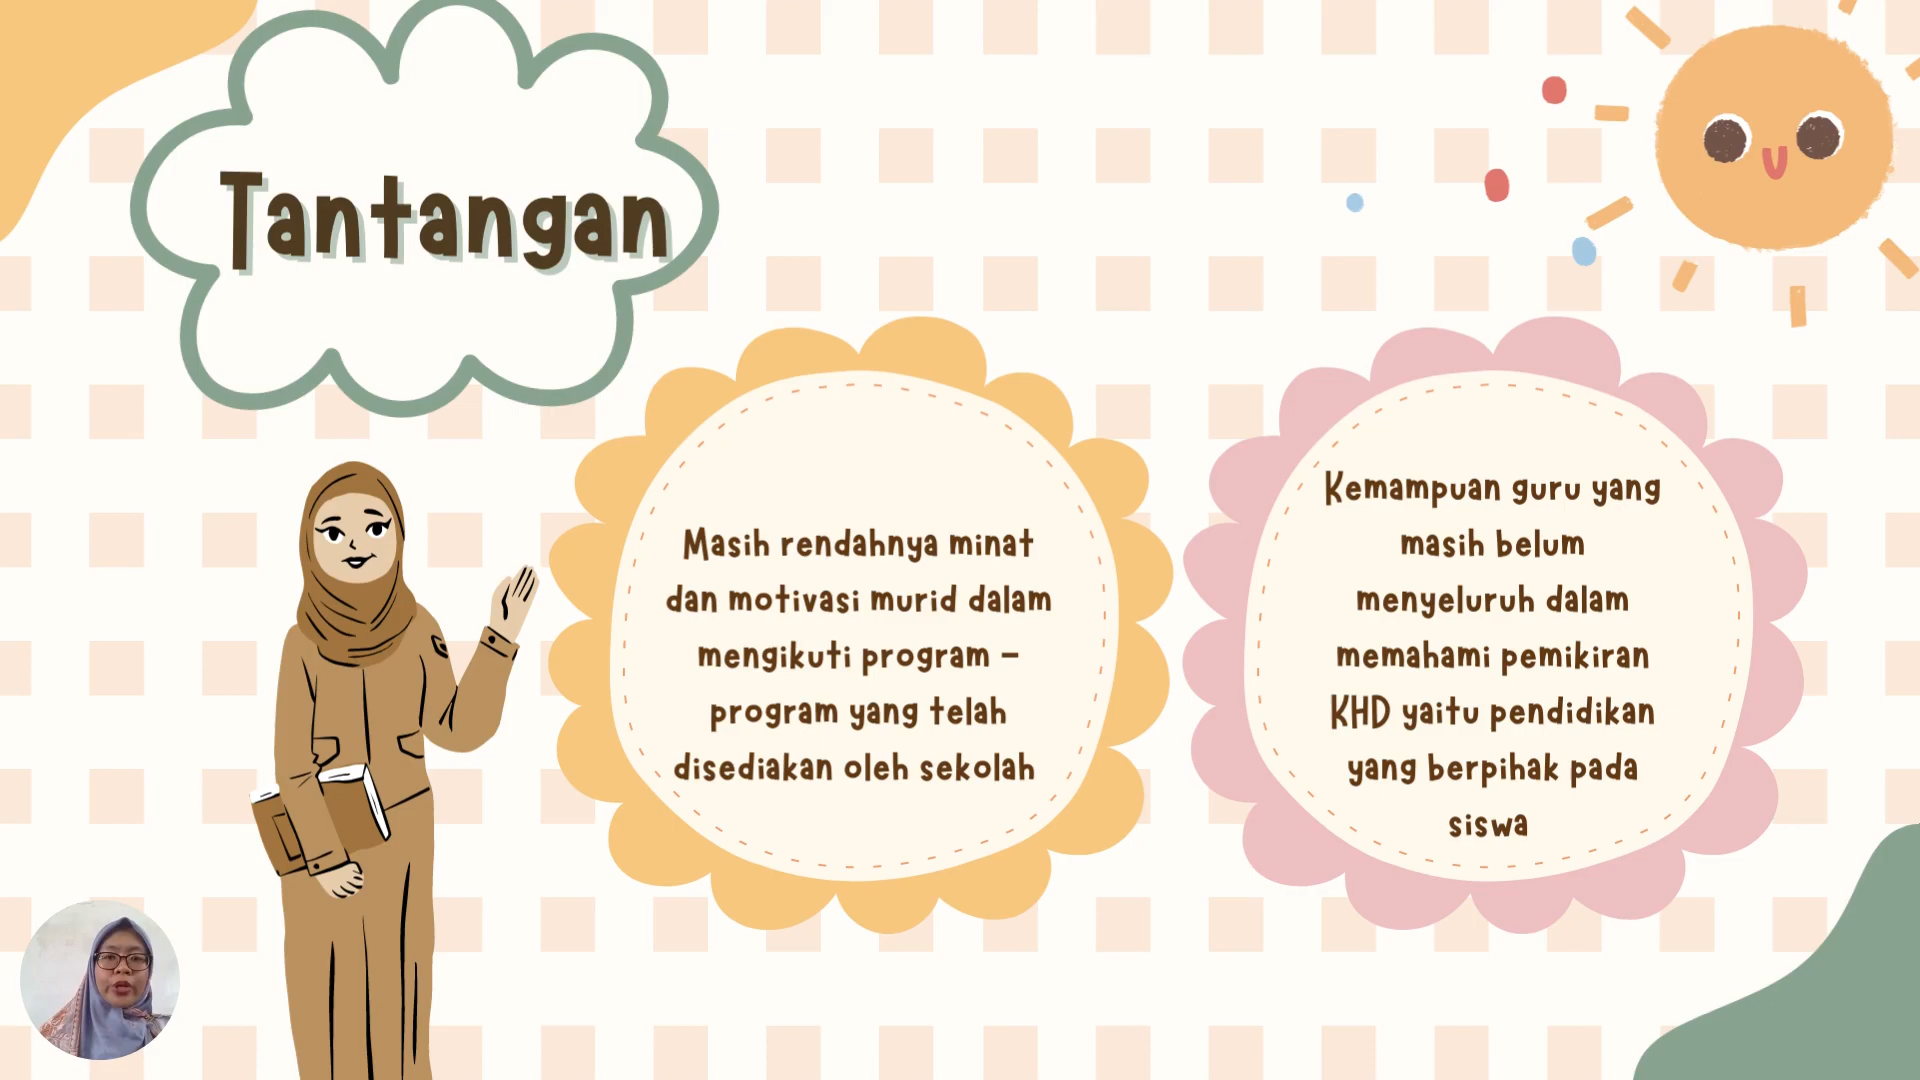 Tantangan
Masih rendahnya minat
dan motivasi murid dalam
mengikuti program –
program yang telah
disediakan oleh sekolah
Kemampuan guru yang
masih belum
menyeluruh dalam
memahami pemikiran
KHD yaitu pendidikan
yang berpihak pada
siswa